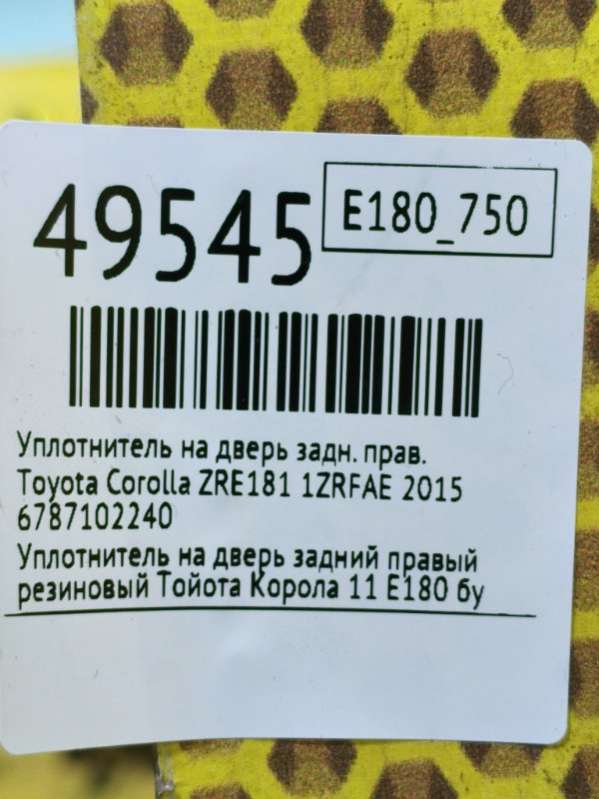 49545
E180_750
Уплотнитель на дверь задн. прав.
Toyota Corolla ZRE181 1ZRFAE 2015
6787102240
Уплотнитель на дверь задний правый
резиновый Тойота Корола 11 Е180 бу